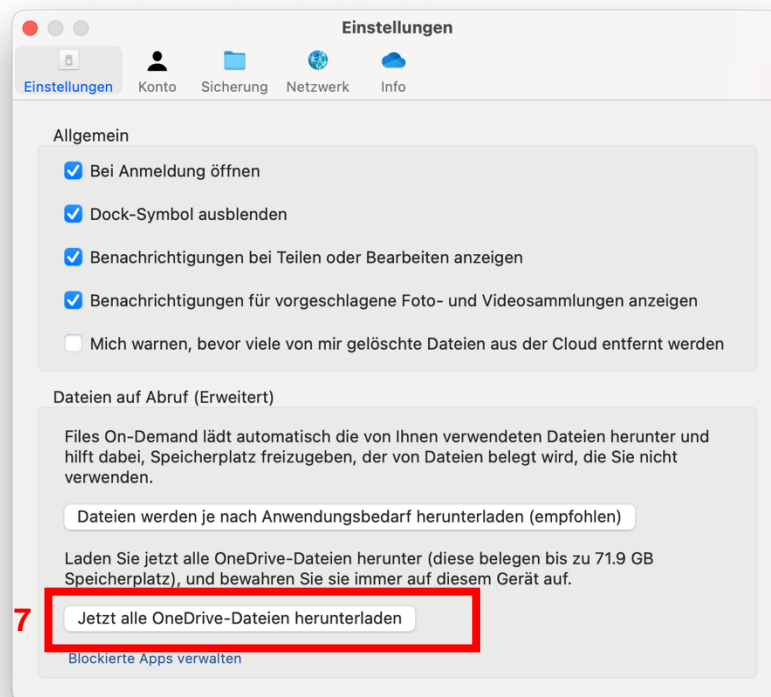 Einstellungen
Einstellungen
Konto
Sicherung
Netzwerk
Info
Allgemein
Bei Anmeldung öffnen
Dock-Symbol ausblenden
Benachrichtigungen bei Teilen oder Bearbeiten anzeigen
Benachrichtigungen für vorgeschlagene Foto- und Videosammlungen anzeigen
Mich warnen, bevor viele von mir gelöschte Dateien aus der Cloud entfernt werden
Dateien auf Abruf (Erweitert)
Files On-Demand lädt automatisch die von Ihnen verwendeten Dateien herunter und
hilft dabei, Speicherplatz freizugeben, der von Dateien belegt wird, die Sie nicht
verwenden.
Dateien werden je nach Anwendungsbedarf herunterladen (empfohlen)
Laden Sie jetzt alle OneDrive-Dateien herunter (diese belegen bis zu 71.9 GB
Speicherplatz), und bewahren Sie sie immer auf diesem Gerät auf.
7
Jetzt alle OneDrive-Dateien herunterladen
Blockierte Apps verwalten